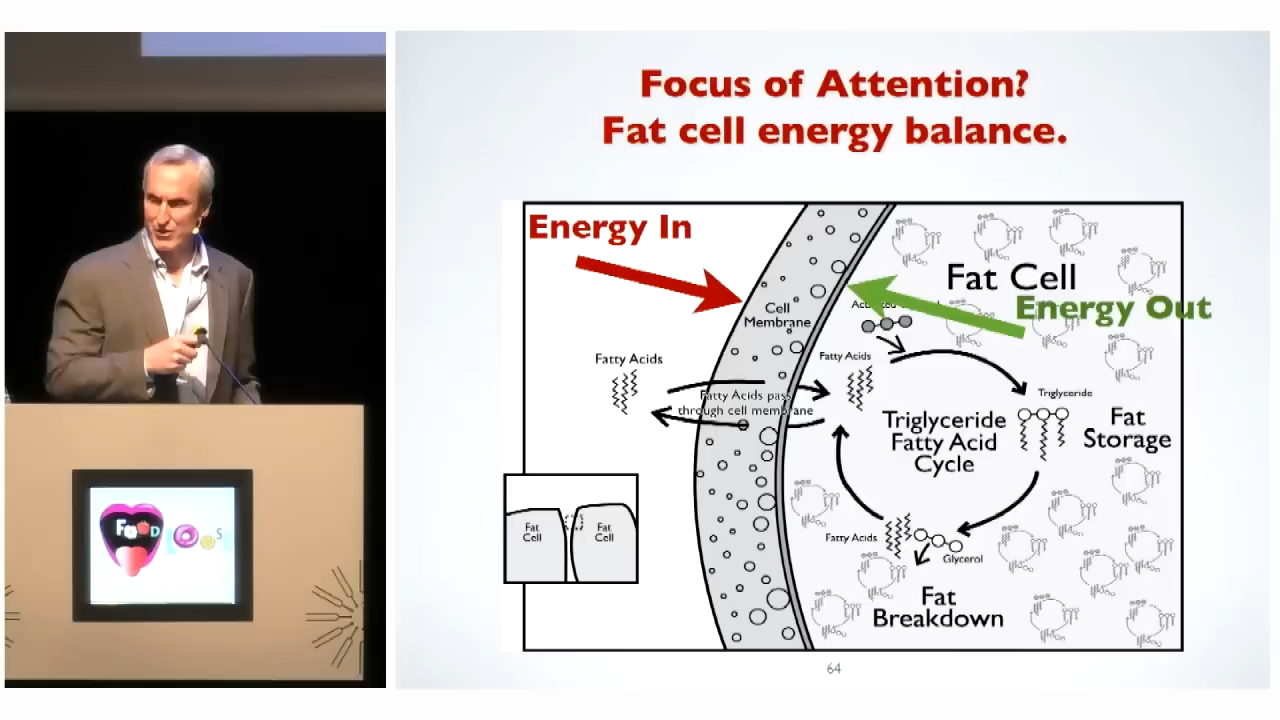 Focus of Attention?
Fat cell energy balance.
Energy In
Fat Cell
Energy Out
Cell
Membrane
Fatty Acids
Fatty Acids
Fatty Acids pass
through cell membrane
Triglyceride
Triglyceride
Fatty Acid
Cycle
Fat
Storage
Fat
Cell
Fat
Cell
Fatty Acids
Glycerol
Fat
Breakdown
64
FooD